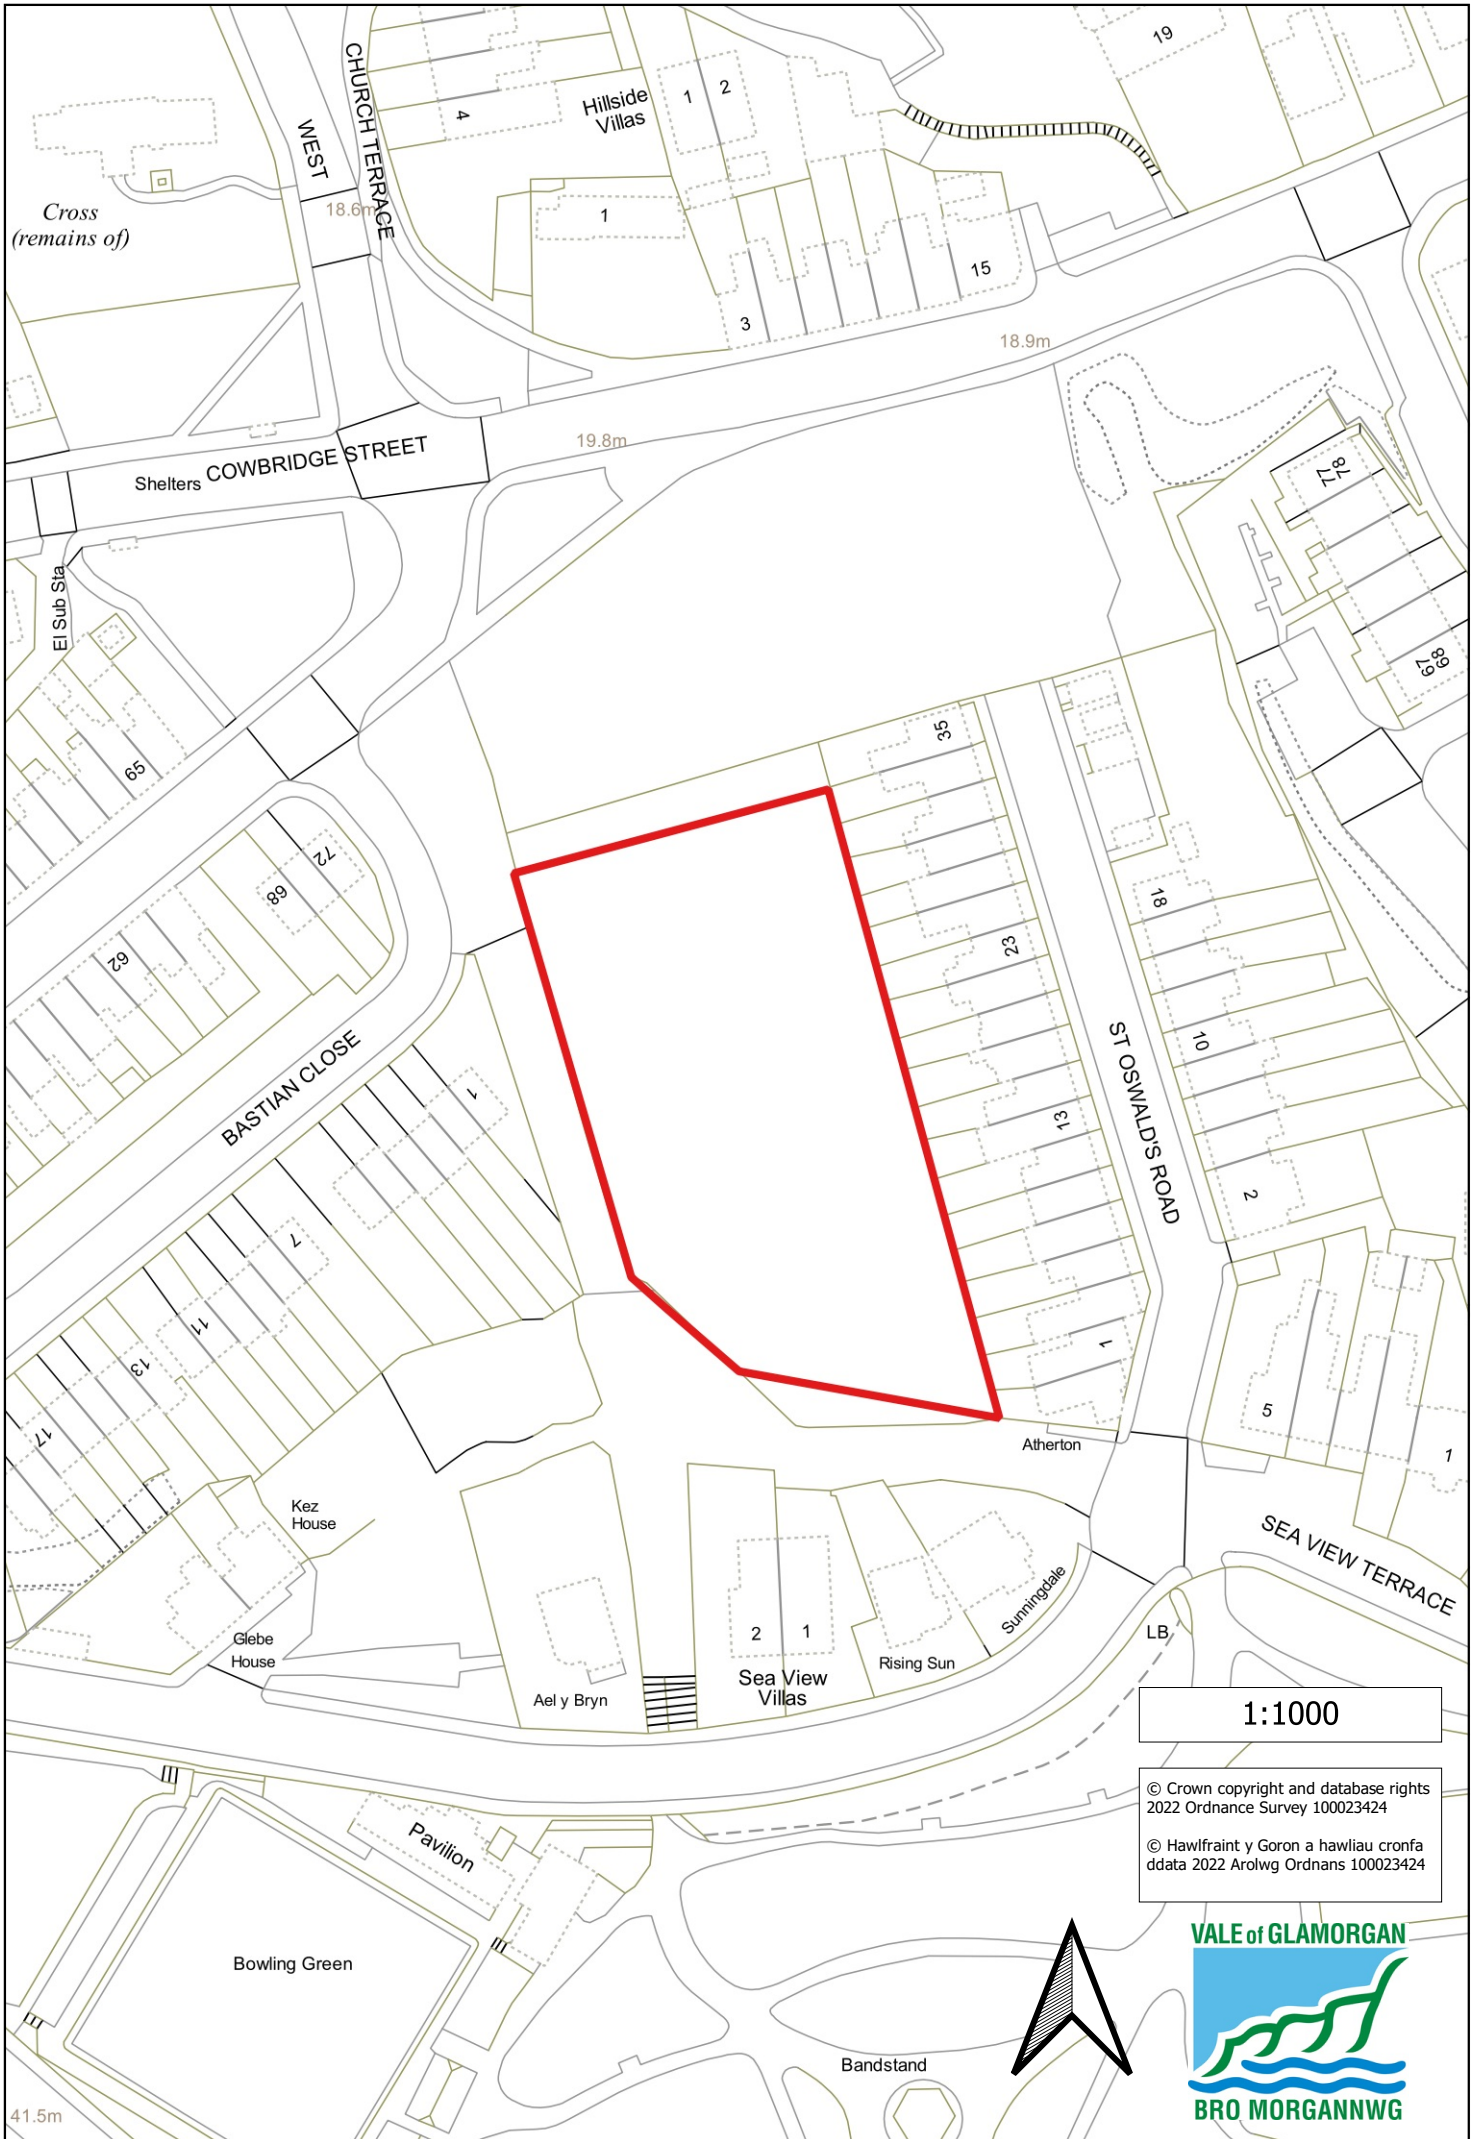 19
CHURCH TERRACE
WEST
4
Hillside
Villas
1
2
Cross
(remains of)
18.6m
1
15
3
18.9m
19.8m
COWBRIDGE STREET
Shelters
78
77
El Sub Sta
68
67
35
65
72
68
18
62
23
10
BASTIAN CLOSE
ST OSWALD'S ROAD
1
13
2
7
11
1
13
5
17
1
Atherton
Kez
House
SEA VIEW TERRACE
Sunningdale
Glebe
House
2
1
LB
Rising Sun
Sea View
Villas
Ael y Bryn
1:1000
© Crown copyright and database rights
2022 Ordnance Survey 100023424
© Hawlfraint y Goron a hawliau cronfa
ddata 2022 Arolwg Ordnans 100023424
Pavilion
VALE of GLAMORGAN
Bowling Green
Bandstand
BRO MORGANNWG
41.5m